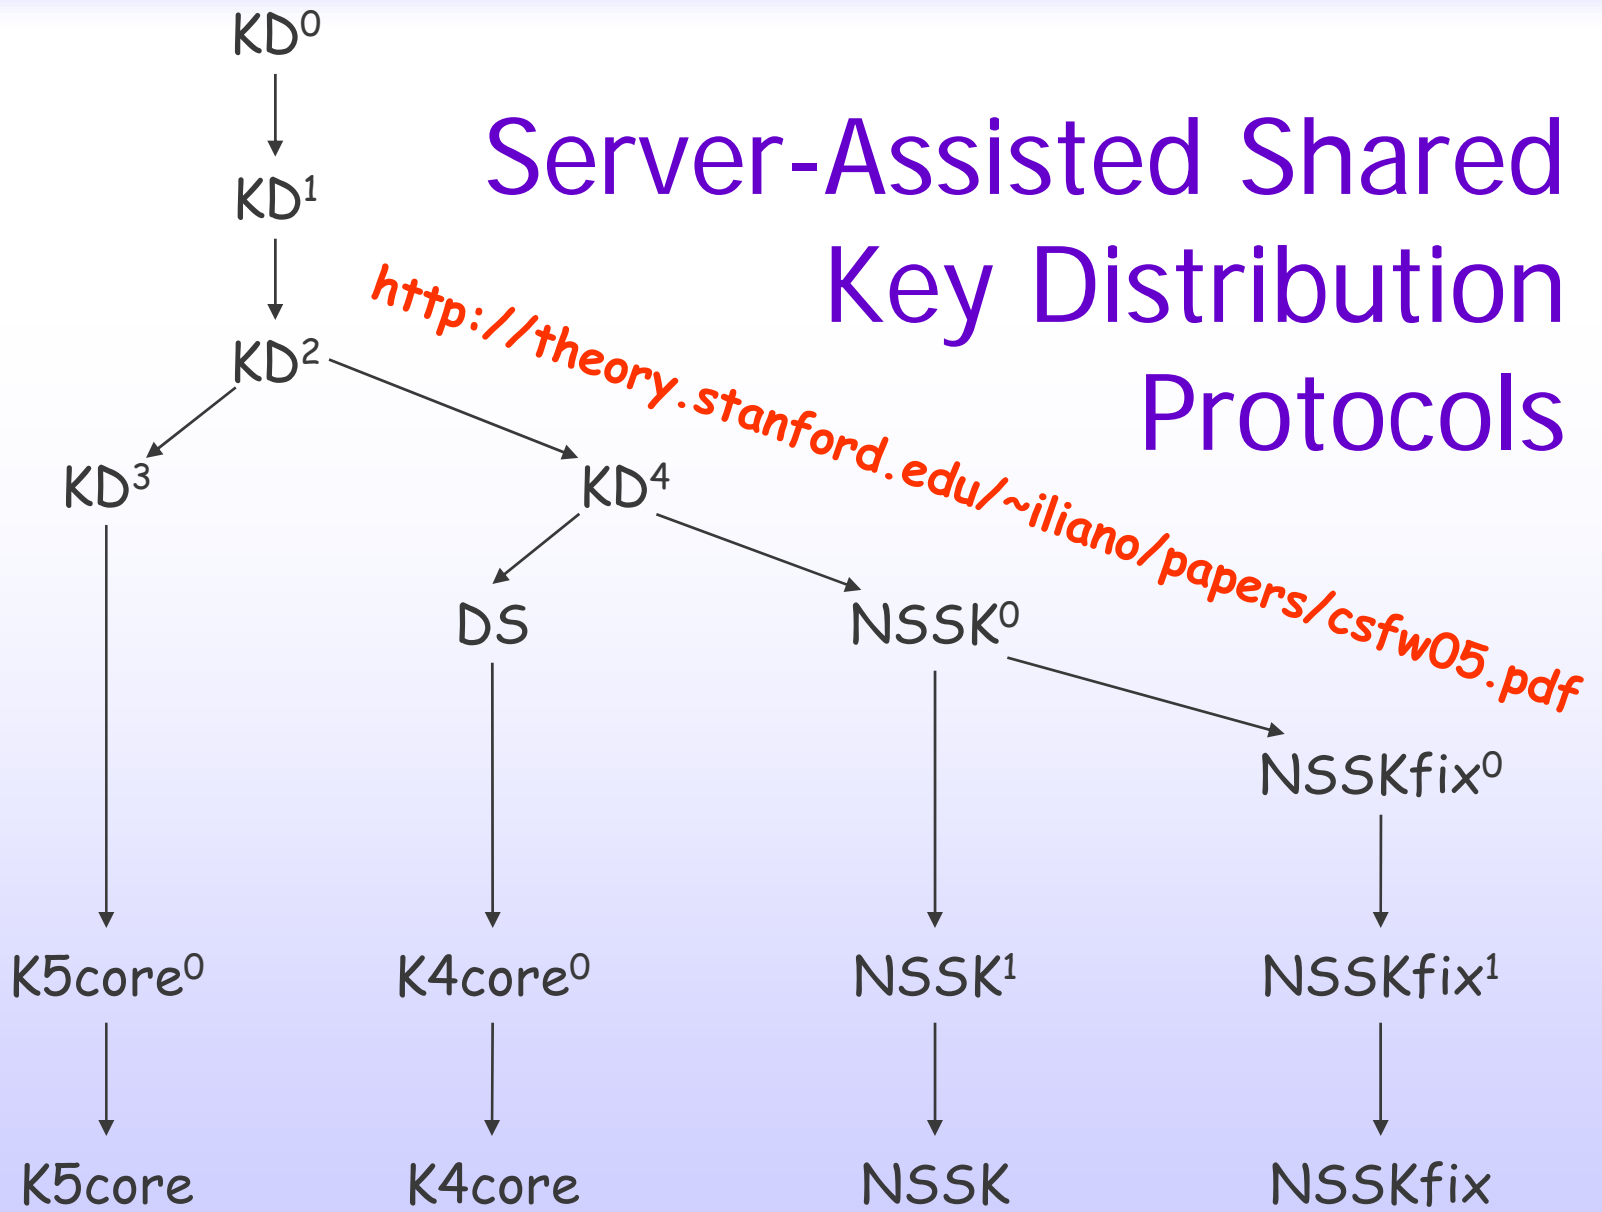 KD⁰
Server-Assisted Shared
Key Distribution
Protocols
KD¹
http://theory.stanford.edu/~iliano/papers/csfw05.pdf
KD²
KD³
KD⁴
DS
NSSK⁰
NSSKfix⁰
K5core⁰
K4core⁰
NSSK¹
NSSKfix¹
K5core
K4core
NSSK
NSSKfix